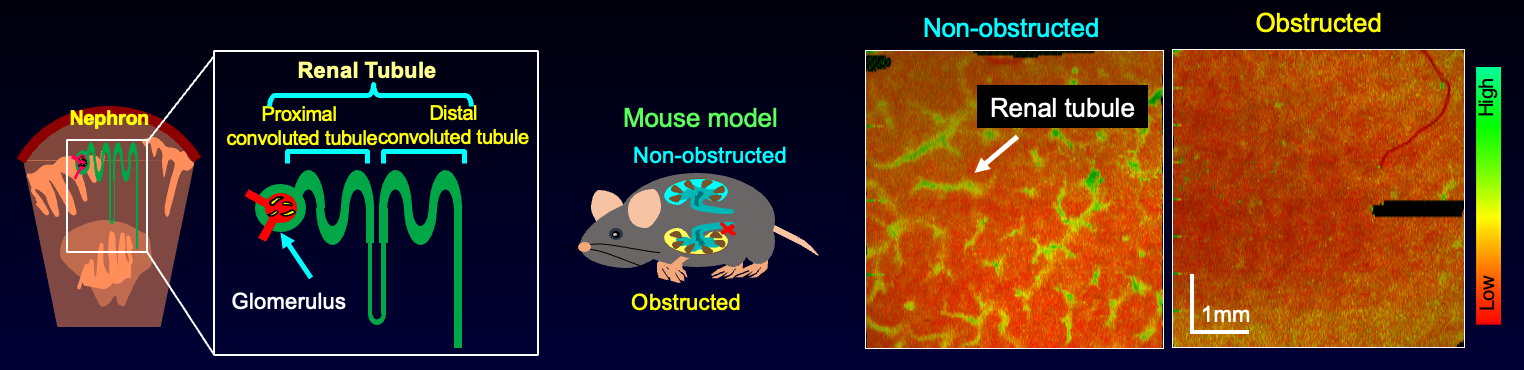 Nephron
Renal Tubule
Proximal
convoluted tubule
Distal
convoluted tubule
Glomerulus
Mouse model
Non-obstructed
Obstructed
Non-obstructed
Renal tubule
Obstructed
1mm
High
Low